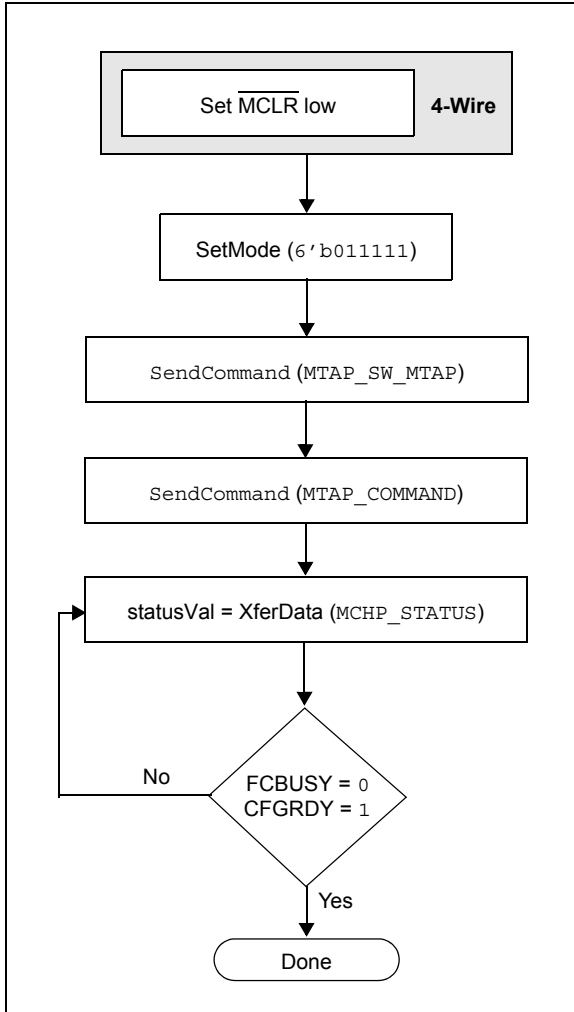 Set MCLR low
4-Wire
SetMode (6'b011111)
SendCommand (MTAP_SW_MTAP)
SendCommand (MTAP_COMMAND)
statusVal = XferData (MCHP_STATUS)
No
FCBUSY = 0
CFGRDY = 1
Yes
Done